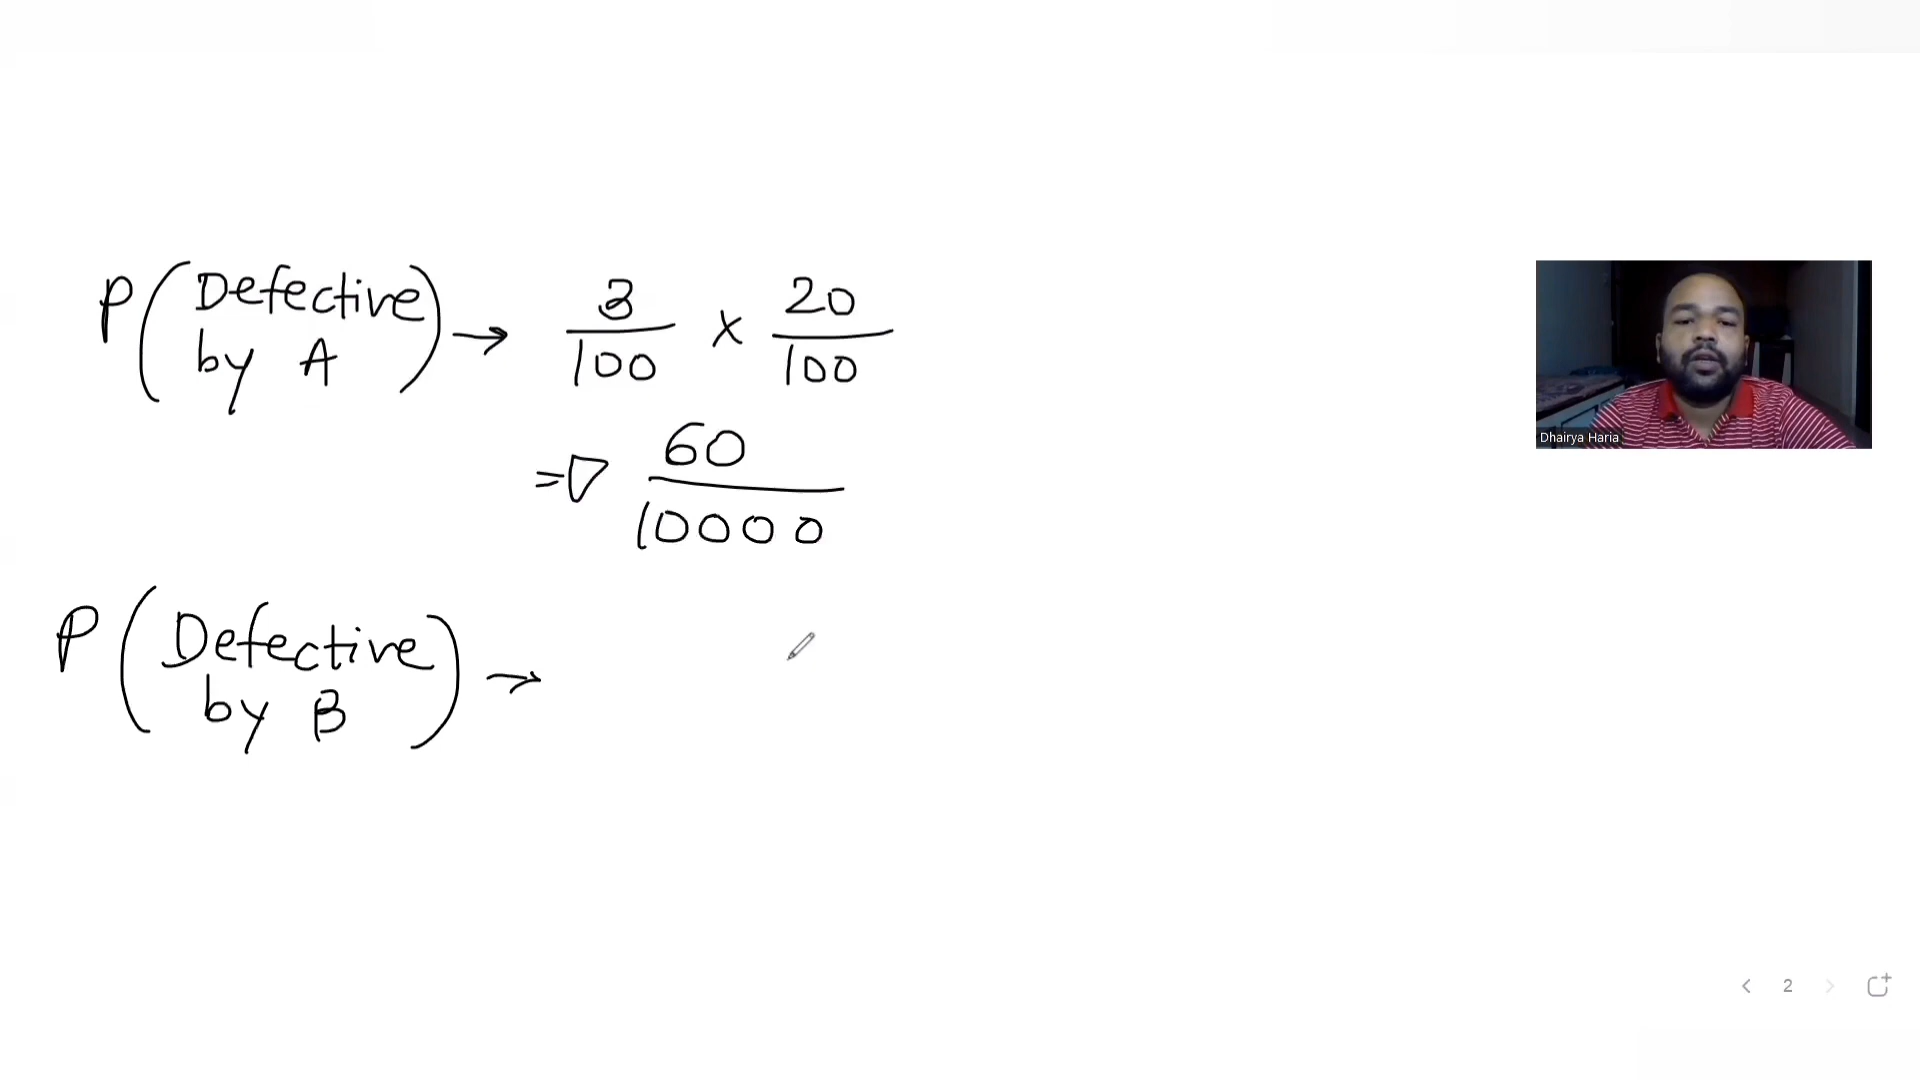 P(Defective by A) → 3/100 x 20/100
=> 60/10000
P(Defective by B) →
Dhairya Haria
< 2 >